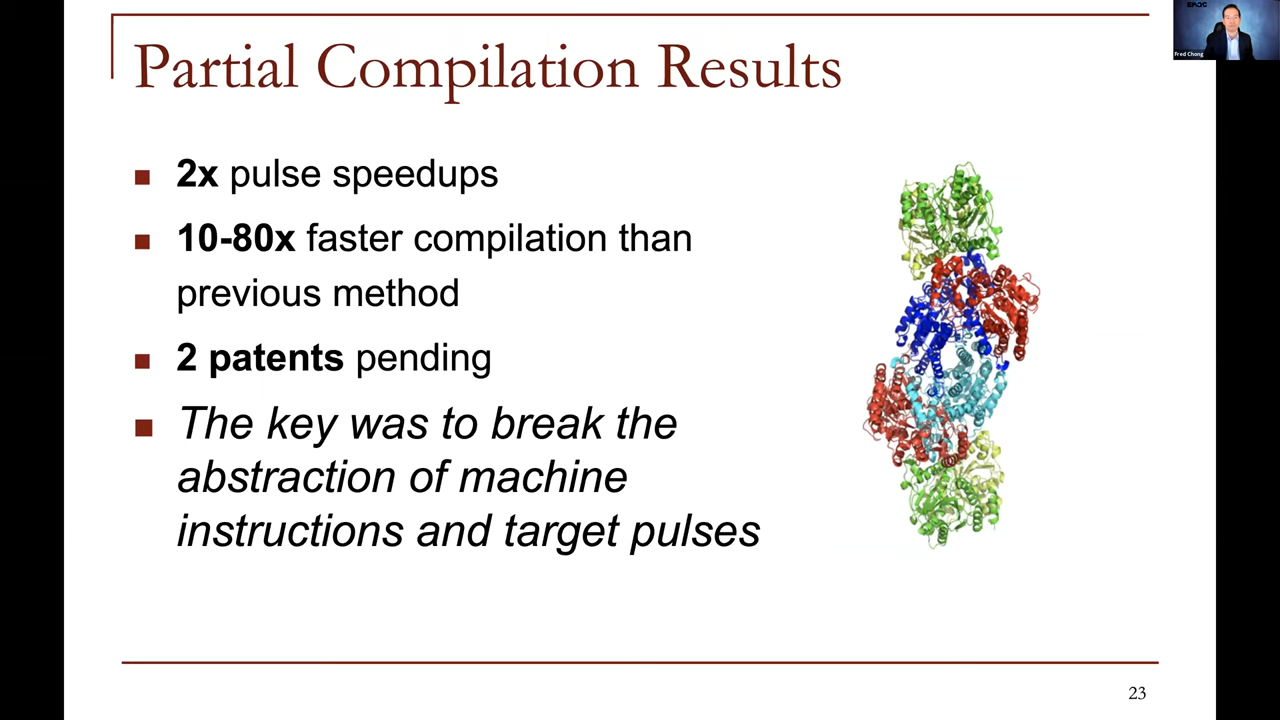 Partial Compilation Results
EPiQC
Fred Chong
■ 2x pulse speedups
■ 10-80x faster compilation than
previous method
■ 2 patents pending
■ The key was to break the
abstraction of machine
instructions and target pulses
23